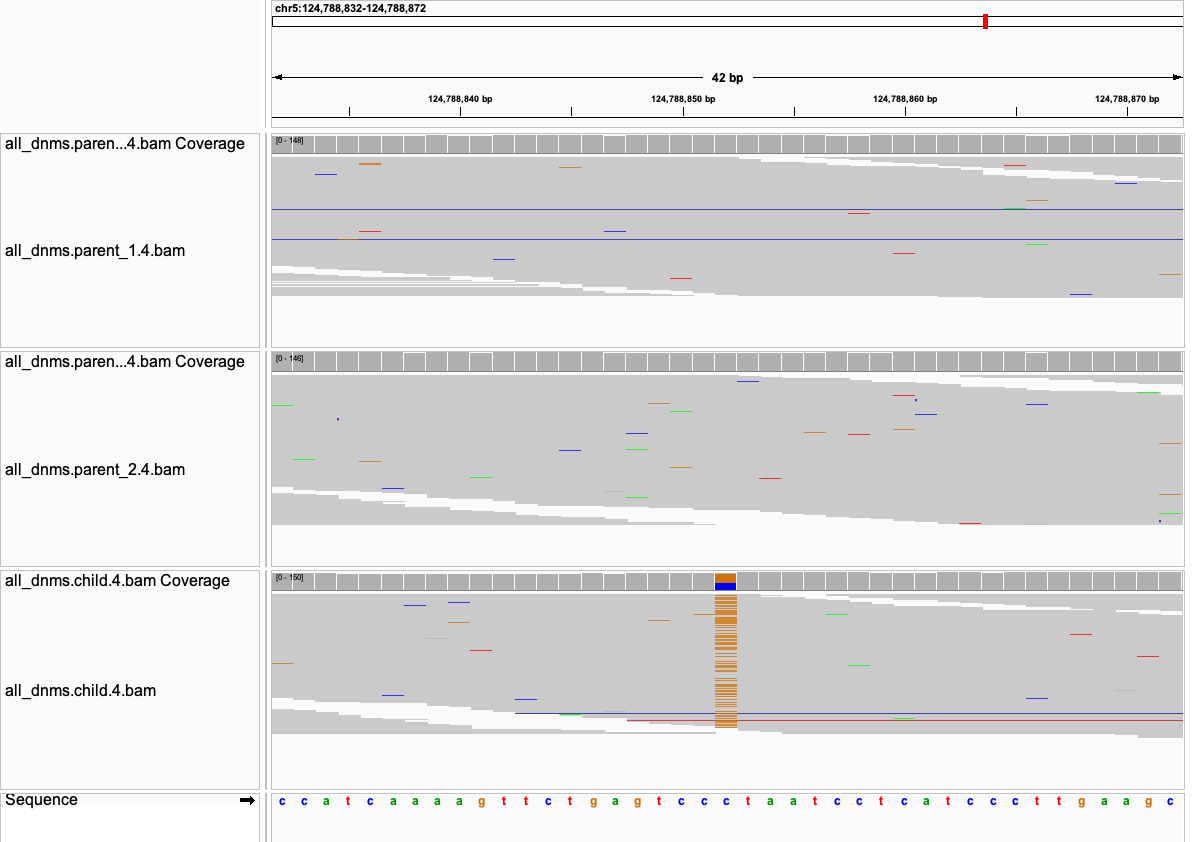 chr5:124,788,832-124,788,872
42 bp
124,788,840 bp 124,788,850 bp 124,788,860 bp 124,788,870 bp
all_dnms.paren...4.bam Coverage
[0 - 148]
all_dnms.parent_1.4.bam
all_dnms.paren...4.bam Coverage
[0 - 146]
all_dnms.parent_2.4.bam
all_dnms.child.4.bam Coverage
[0 - 150]
all_dnms.child.4.bam
Sequence
c c a t c a a a a g t t c t g a g t c c c t a a t c c t c a t c c c t t g a a g c